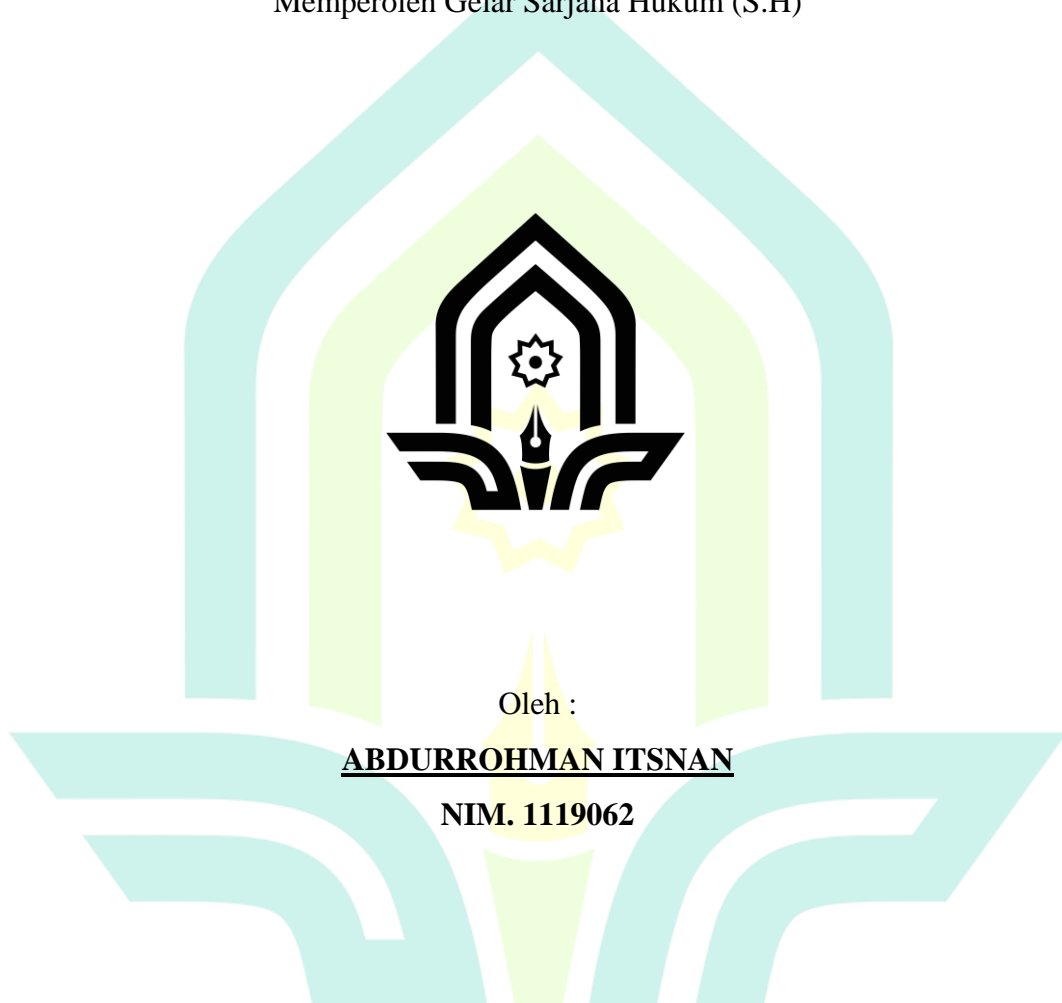 Memperoleh Gelar Sarjana Hukum (S.H)
Oleh :
ABDURROHMAN ITSNAN
NIM. 1119062